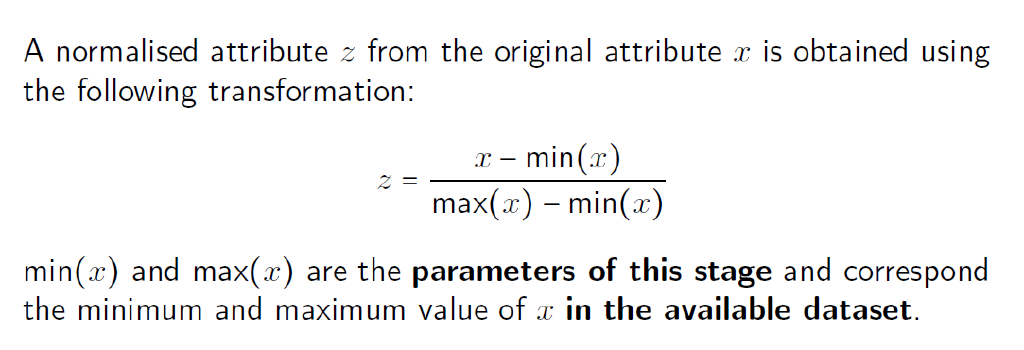 A normalised attribute z from the original attribute x is obtained using
the following transformation:
z = (x – min(x)) / (max(x) – min(x))
min(x) and max(x) are the parameters of this stage and correspond
the minimum and maximum value of x in the available dataset.